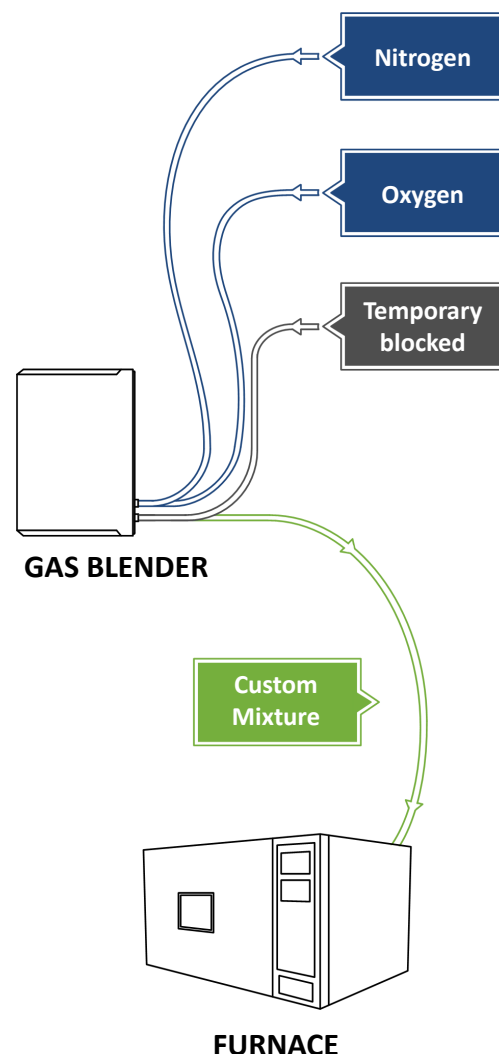 Nitrogen
Oxygen
Temporary
blocked
GAS BLENDER
Custom
Mixture
FURNACE